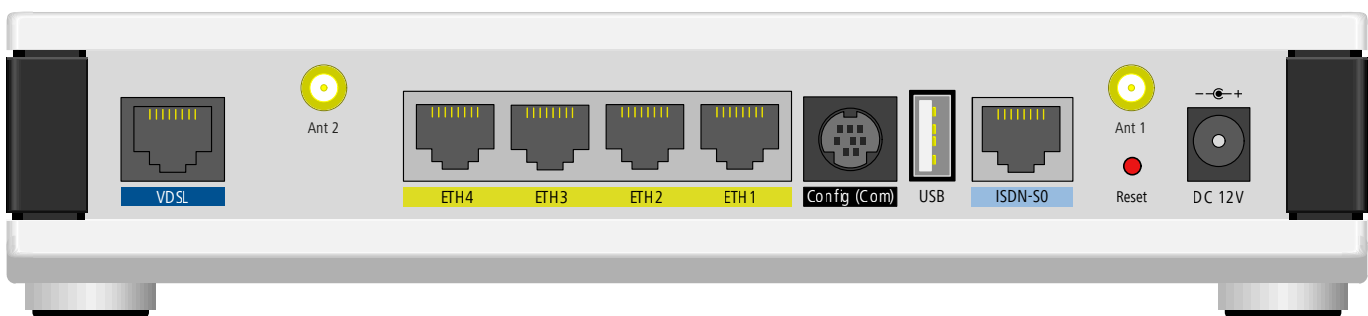 Ant 2
Ant 1
VDSL
ETH4
ETH3
ETH2
ETH1
Config (Com)
USB
ISDN-S0
Reset
DC 12V